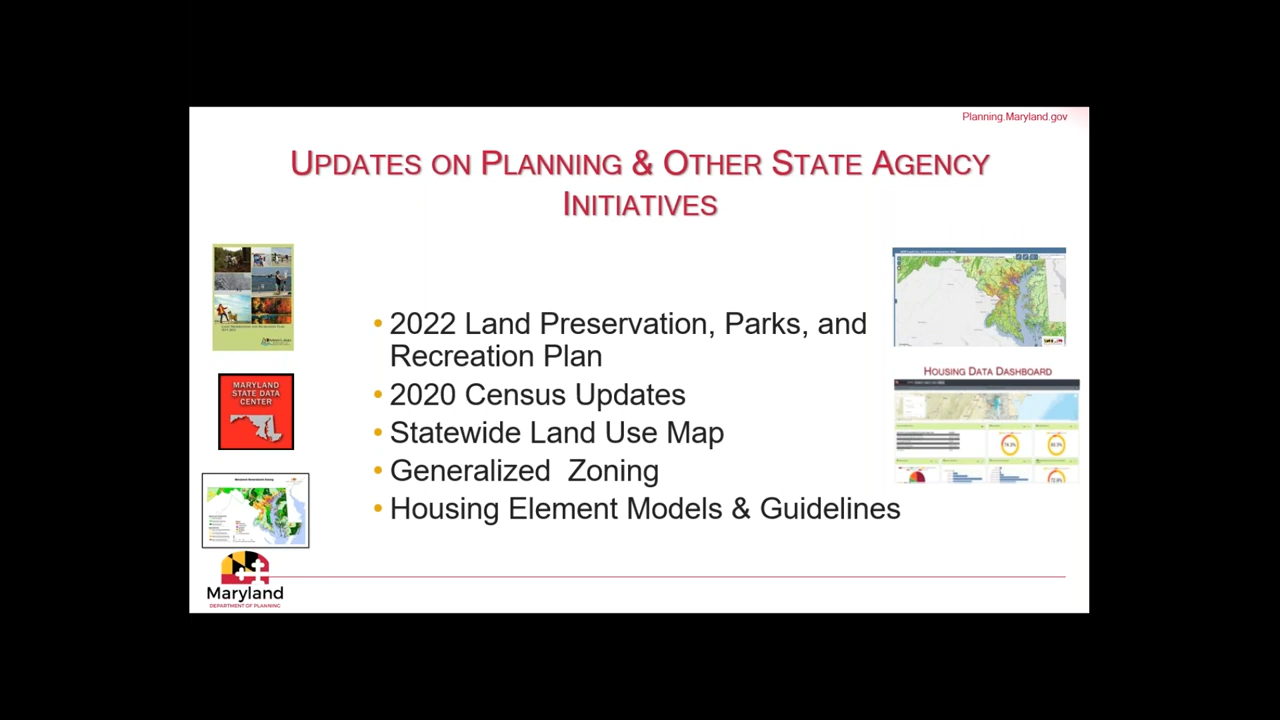 Planning.Maryland.gov
UPDATES ON PLANNING & OTHER STATE AGENCY
INITIATIVES
• 2022 Land Preservation, Parks, and
Recreation Plan
• 2020 Census Updates
• Statewide Land Use Map
• Generalized  Zoning
• Housing Element Models & Guidelines
MARYLAND
STATE DATA
CENTER
HOUSING DATA DASHBOARD
Maryland
DEPARTMENT OF PLANNING